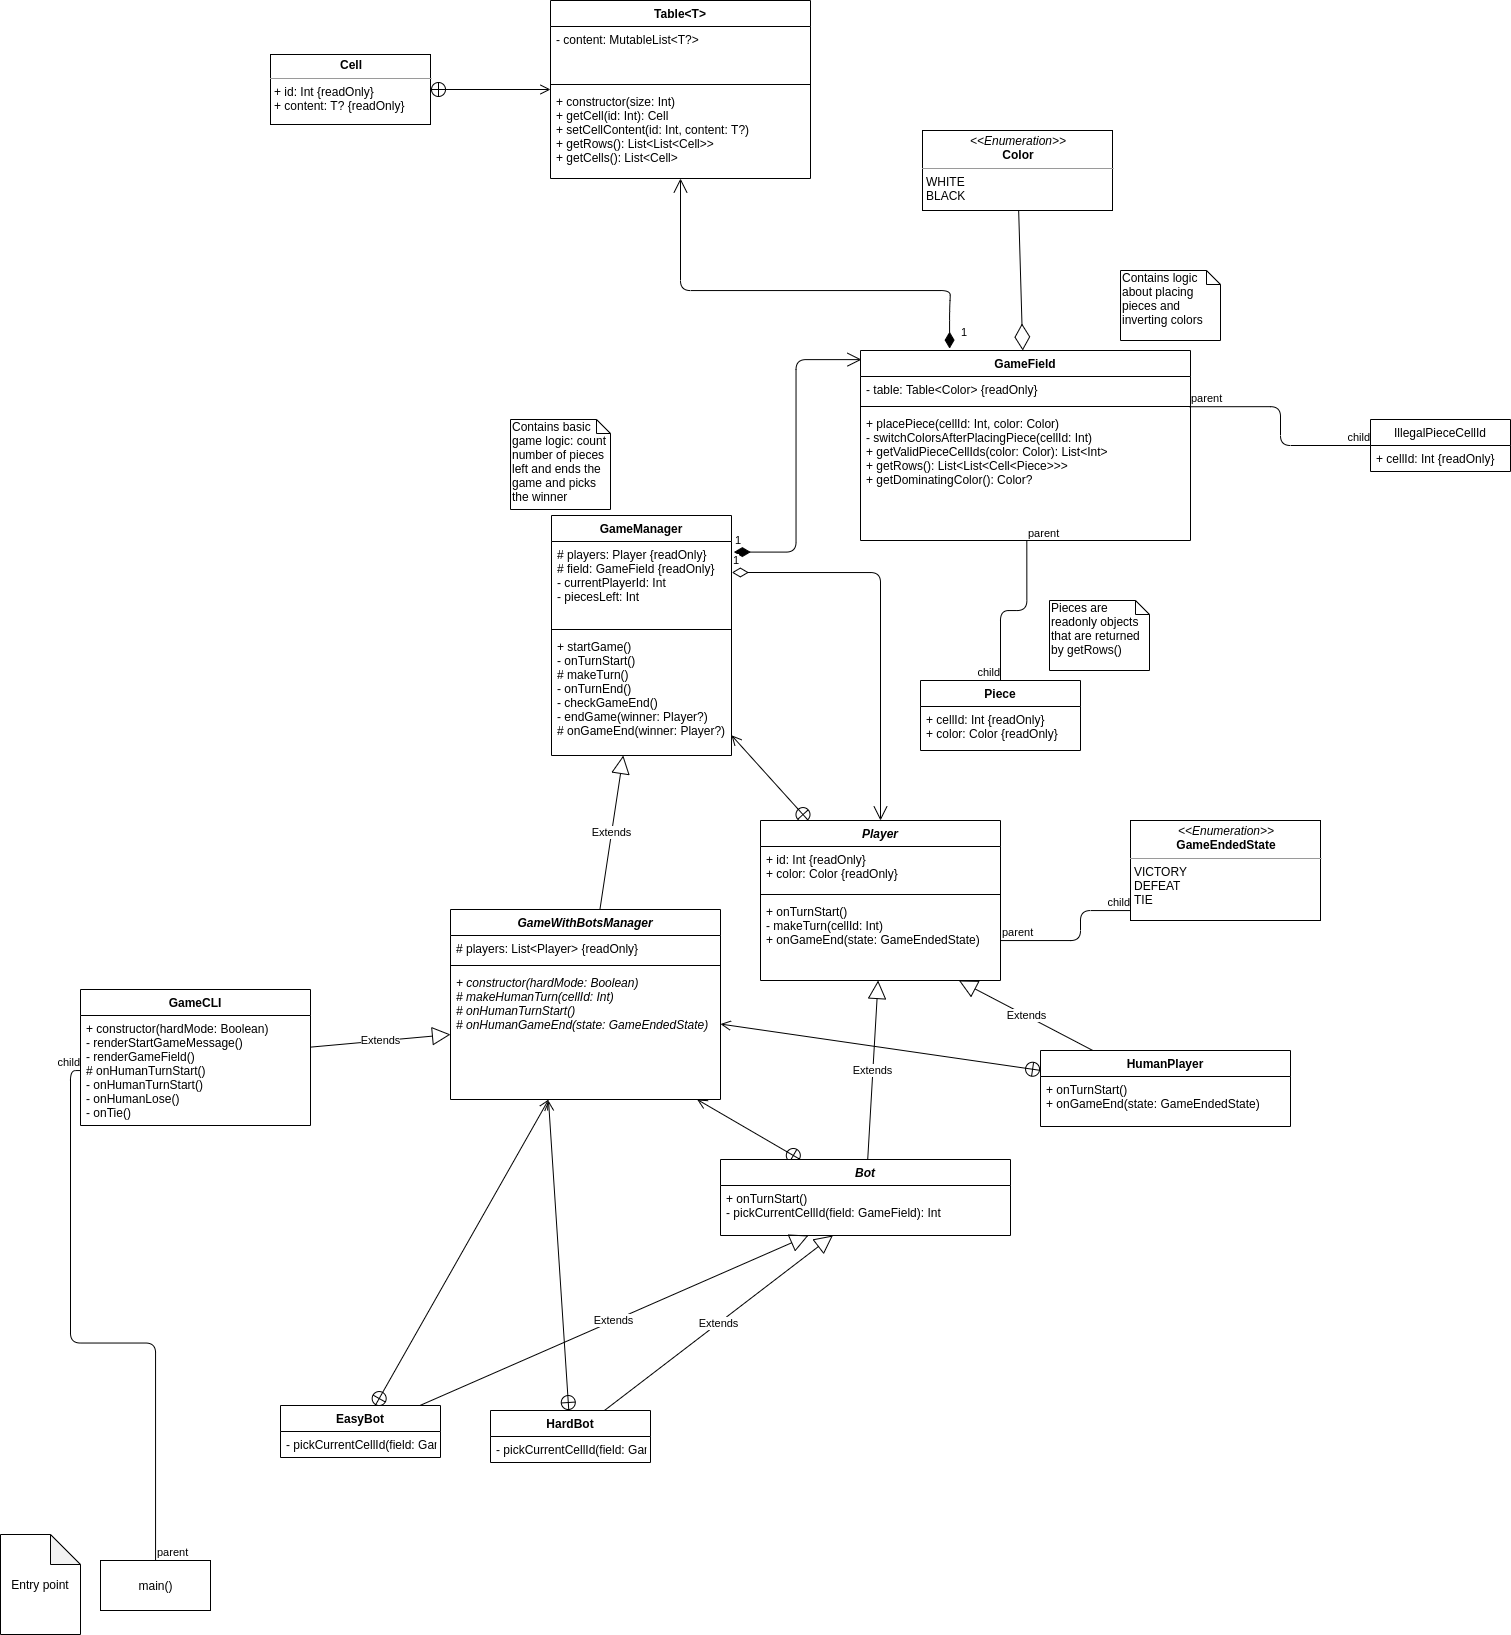 Table<T>
- content: MutableList<T?>
+ constructor(size: Int)
+ getCell(id: Int): Cell
+ setCellContent(id: Int, content: T?)
+ getRows(): List<List<Cell>>
+ getCells(): List<Cell>
Cell
+ id: Int {readOnly}
+ content: T? {readOnly}
<<Enumeration>>
Color
WHITE
BLACK
Contains logic
about placing
pieces and
inverting colors
1
GameField
- table: Table<Color> {readOnly}
+ placePiece(cellId: Int, color: Color)
- switchColorsAfterPlacingPiece(cellId: Int)
+ getValidPieceCellIds(color: Color): List<Int>
+ getRows(): List<List<Cell<Piece>>>
+ getDominatingColor(): Color?
parent
child
IllegalPieceCellId
+ cellId: Int {readOnly}
parent
Contains basic
game logic: count
number of pieces
left and ends the
game and picks
the winner
GameManager
# players: Player {readOnly}
# field: GameField {readOnly}
- currentPlayerId: Int
- piecesLeft: Int
+ startGame()
- onTurnStart()
# makeTurn()
- onTurnEnd()
- checkGameEnd()
- endGame(winner: Player?)
# onGameEnd(winner: Player?)
1
1
Pieces are
readonly objects
that are returned
by getRows()
child
Piece
+ cellId: Int {readOnly}
+ color: Color {readOnly}
Extends
Player
+ id: Int {readOnly}
+ color: Color {readOnly}
+ onTurnStart()
- makeTurn(cellId: Int)
+ onGameEnd(state: GameEndedState)
parent
child
<<Enumeration>>
GameEndedState
VICTORY
DEFEAT
TIE
GameWithBotsManager
# players: List<Player> {readOnly}
+ constructor(hardMode: Boolean)
# makeHumanTurn(cellId: Int)
# onHumanTurnStart()
# onHumanGameEnd(state: GameEndedState)
GameCLI
+ constructor(hardMode: Boolean)
- renderStartGameMessage()
- renderGameField()
# onHumanTurnStart()
- onHumanTurnStart()
- onHumanLose()
- onTie()
child
Extends
Extends
Extends
HumanPlayer
+ onTurnStart()
+ onGameEnd(state: GameEndedState)
Bot
+ onTurnStart()
- pickCurrentCellId(field: GameField): Int
Extends
Extends
EasyBot
- pickCurrentCellId(field: Gar
HardBot
- pickCurrentCellId(field: Gar
Entry point
parent
main()